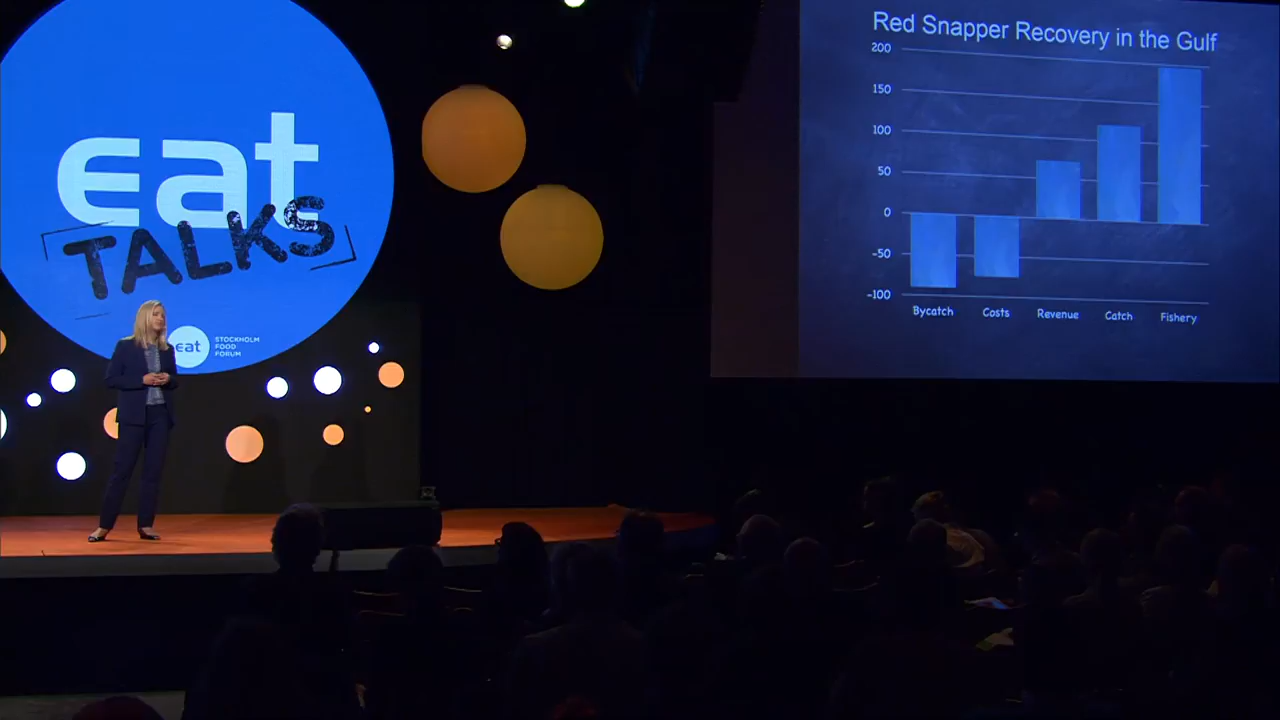 eat
TALKS
eat
STOCKHOLM
FOOD
FORUM
Red Snapper Recovery in the Gulf
200
150
100
50
0
-50
-100
Bycatch Costs Revenue Catch Fishery